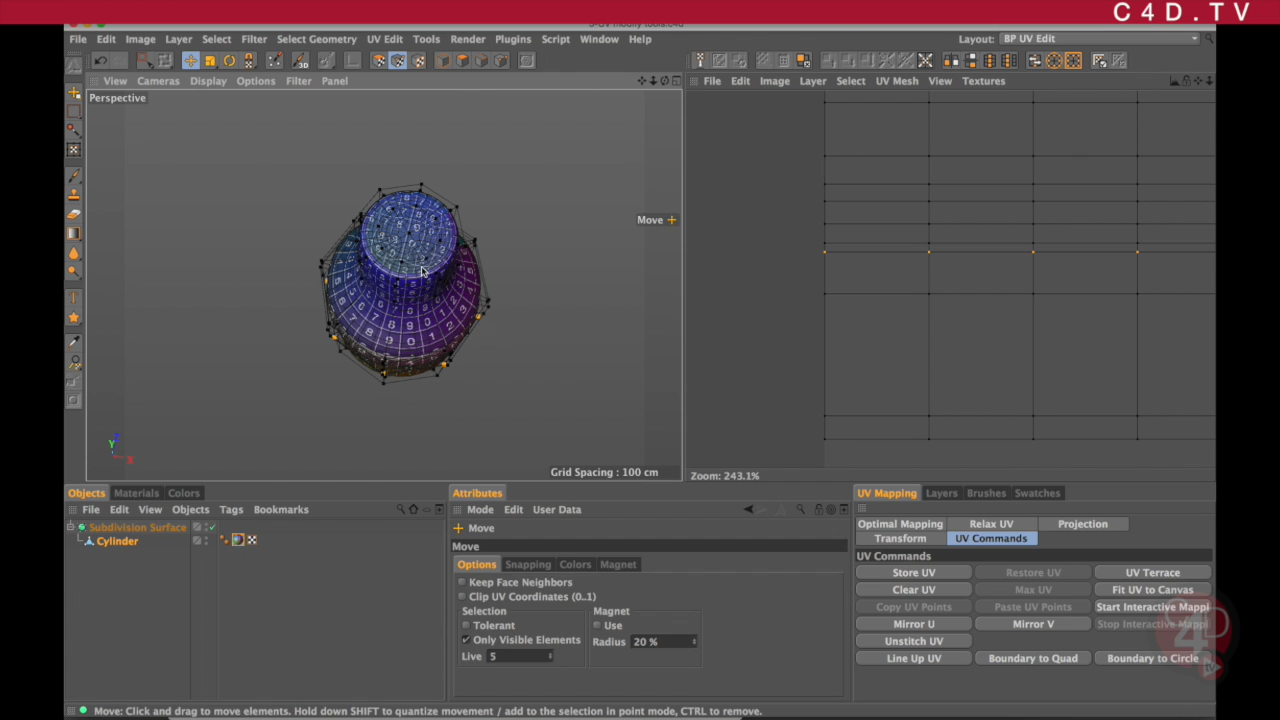 C4D.TV
File Edit Image Layer Select Filter Select Geometry UV Edit Tools Render Plugins Script Window Help
Layout: BP UV Edit
View Cameras Display Options Filter Panel
File Edit Image Layer Select UV Mesh View Textures
Perspective
Move
Grid Spacing : 100 cm
Zoom: 243.1%
Objects Materials Colors
File Edit View Objects Tags Bookmarks
Subdivision Surface
Cylinder
Attributes
Mode Edit User Data
Move
Move
Options Snapping Colors Magnet
Keep Face Neighbors
Clip UV Coordinates (0..1)
Selection Magnet
Tolerant Use
Only Visible Elements Radius 20 %
Live 5
UV Mapping Layers Brushes Swatches
Optimal Mapping Relax UV Projection
Transform UV Commands
UV Commands
Store UV Restore UV UV Terrace
Clear UV Max UV Fit UV to Canvas
Copy UV Points Paste UV Points Start Interactive Mappi
Mirror U Mirror V Stop Interactive Mappi
Unstitch UV
Line Up UV Boundary to Quad Boundary to Circle
Move: Click and drag to move elements. Hold down SHIFT to quantize movement / add to the selection in point mode, CTRL to remove.